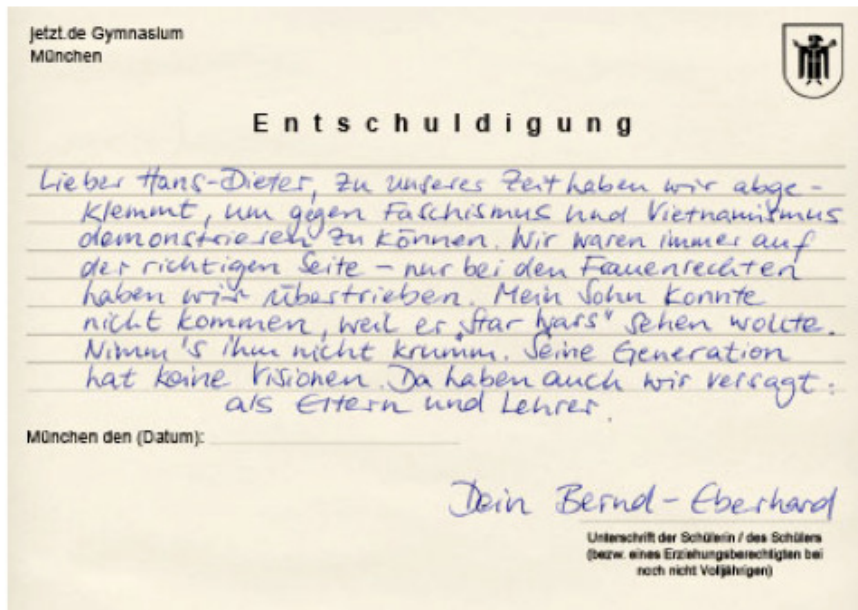 jetzt.de Gymnasium
München
Entschuldigung
Lieber Hans-Dieter, zu unserer Zeit haben wir abge-
klemmt, um gegen Faschismus und Vietnamismus
demonstrieren zu können. Wir waren immer auf
der richtigen Seite – nur bei den Frauenrechten
haben wir übertrieben. Mein Sohn konnte
nicht kommen, weil er „Star Wars" sehen wollte.
Nimm's ihm nicht krumm. Seine Generation
hat keine Visionen. Da haben auch wir versagt:
als Eltern und Lehrer.
München den (Datum):
Dein Bernd-Eberhard
Unterschrift der Schülerin / des Schülers
(bezw. eines Erziehungsberechtigten bei
noch nicht Volljährigen)